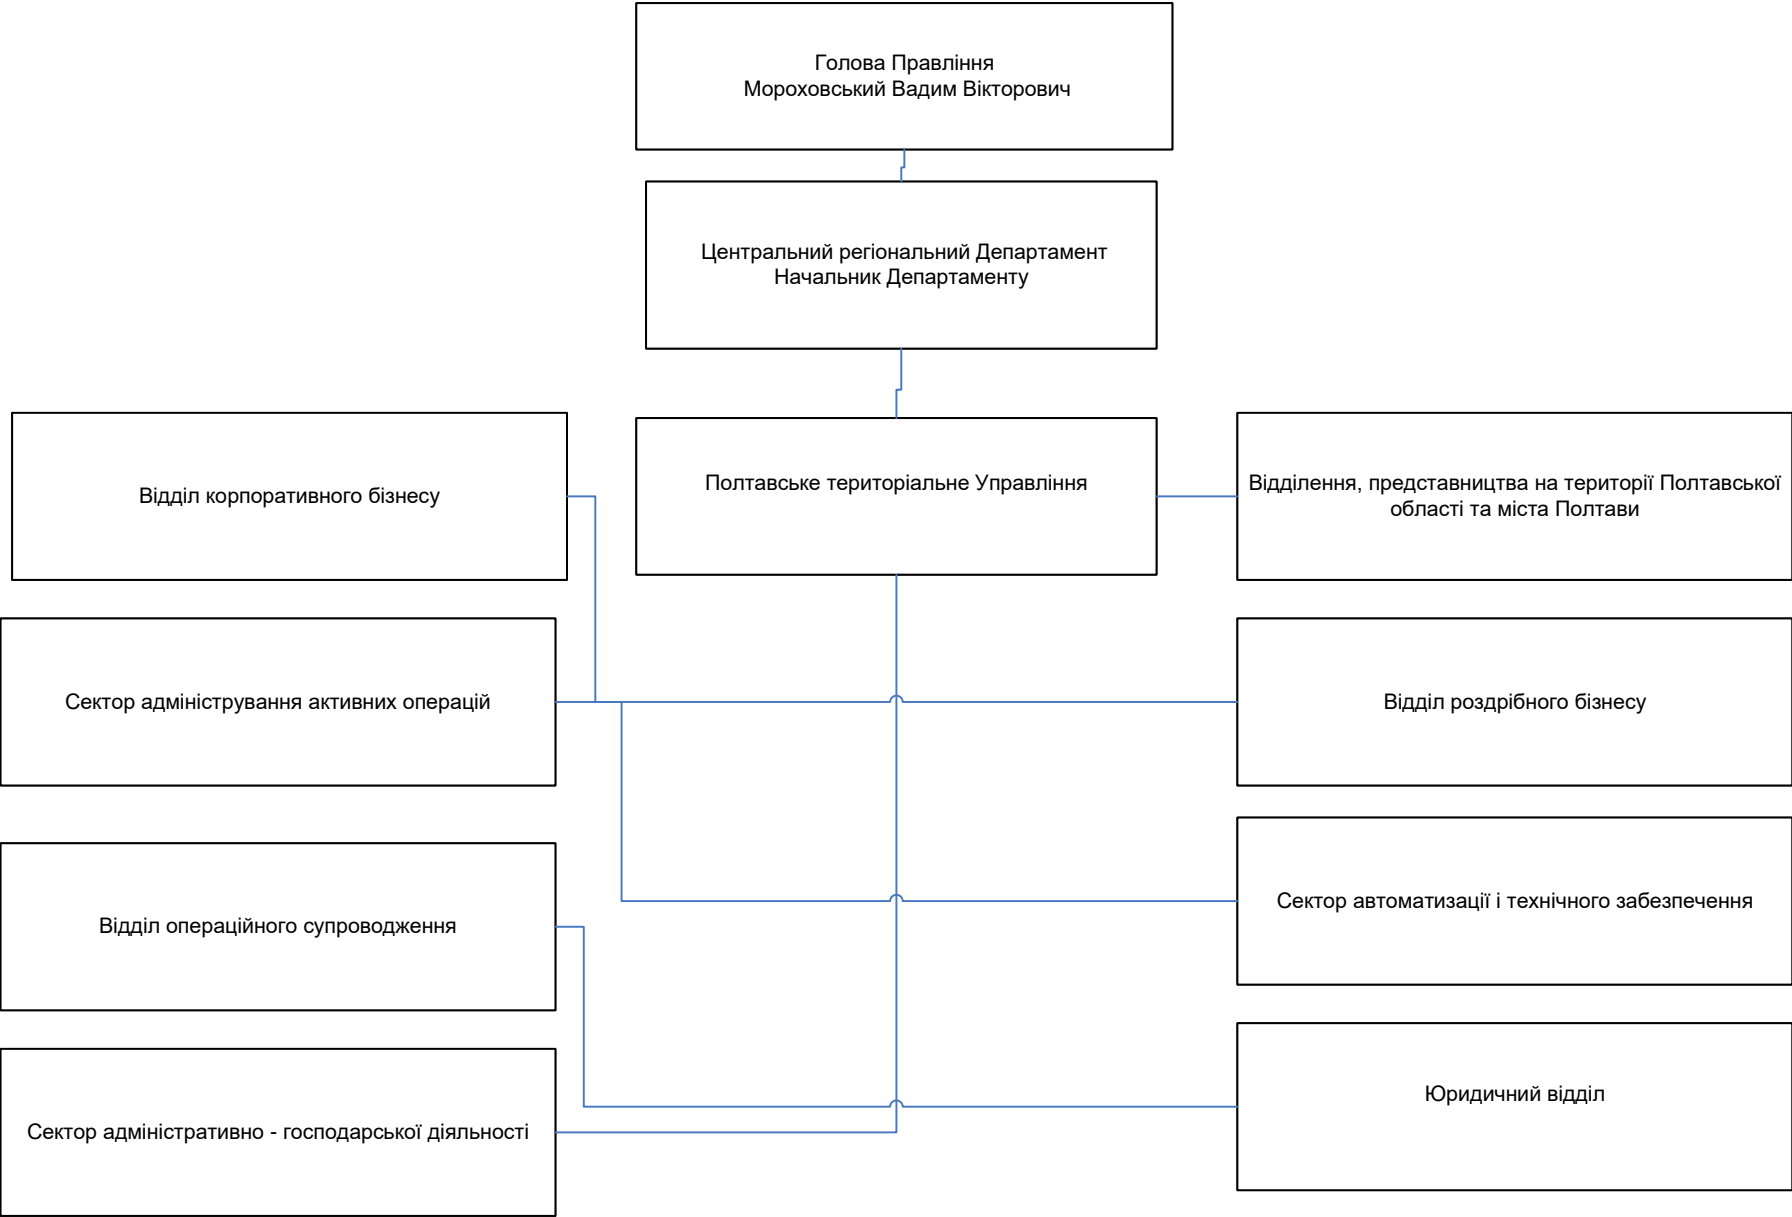 Голова Правління
Мороховський Вадим Вікторович
Центральний регіональний Департамент
Начальник Департаменту
Відділ корпоративного бізнесу
Полтавське територіальне Управління
Відділення, представництва на території Полтавської
області та міста Полтави
Сектор адміністрування активних операцій
Відділ роздрібного бізнесу
Відділ операційного супроводження
Сектор автоматизації і технічного забезпечення
Сектор адміністративно - господарської діяльності
Юридичний відділ